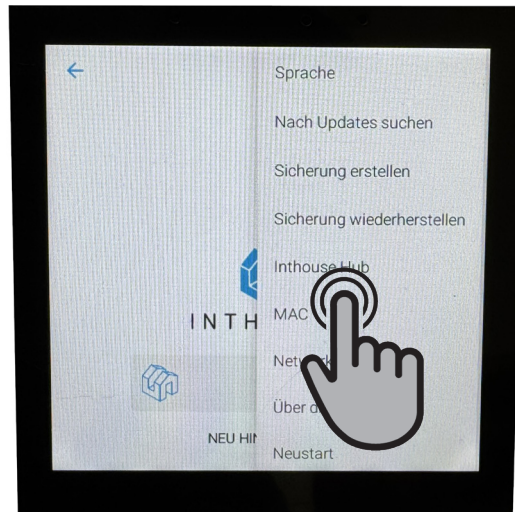 Sprache
Nach Updates suchen
Sicherung erstellen
Sicherung wiederherstellen
Inthouse Hub
INTH
MAC
Über d
NEU HIN
Neustart